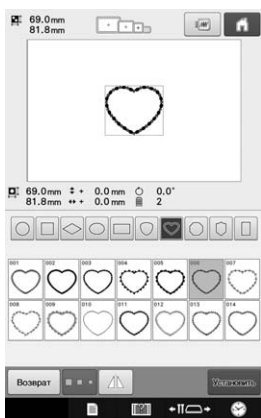 69.0mm
81.8mm
69.0mm + 0.0mm 0.0°
81.8mm + 0.0mm 2
001 002 003 004 005 006 007
008 009 010 011 012 013 014
Возврат Установить